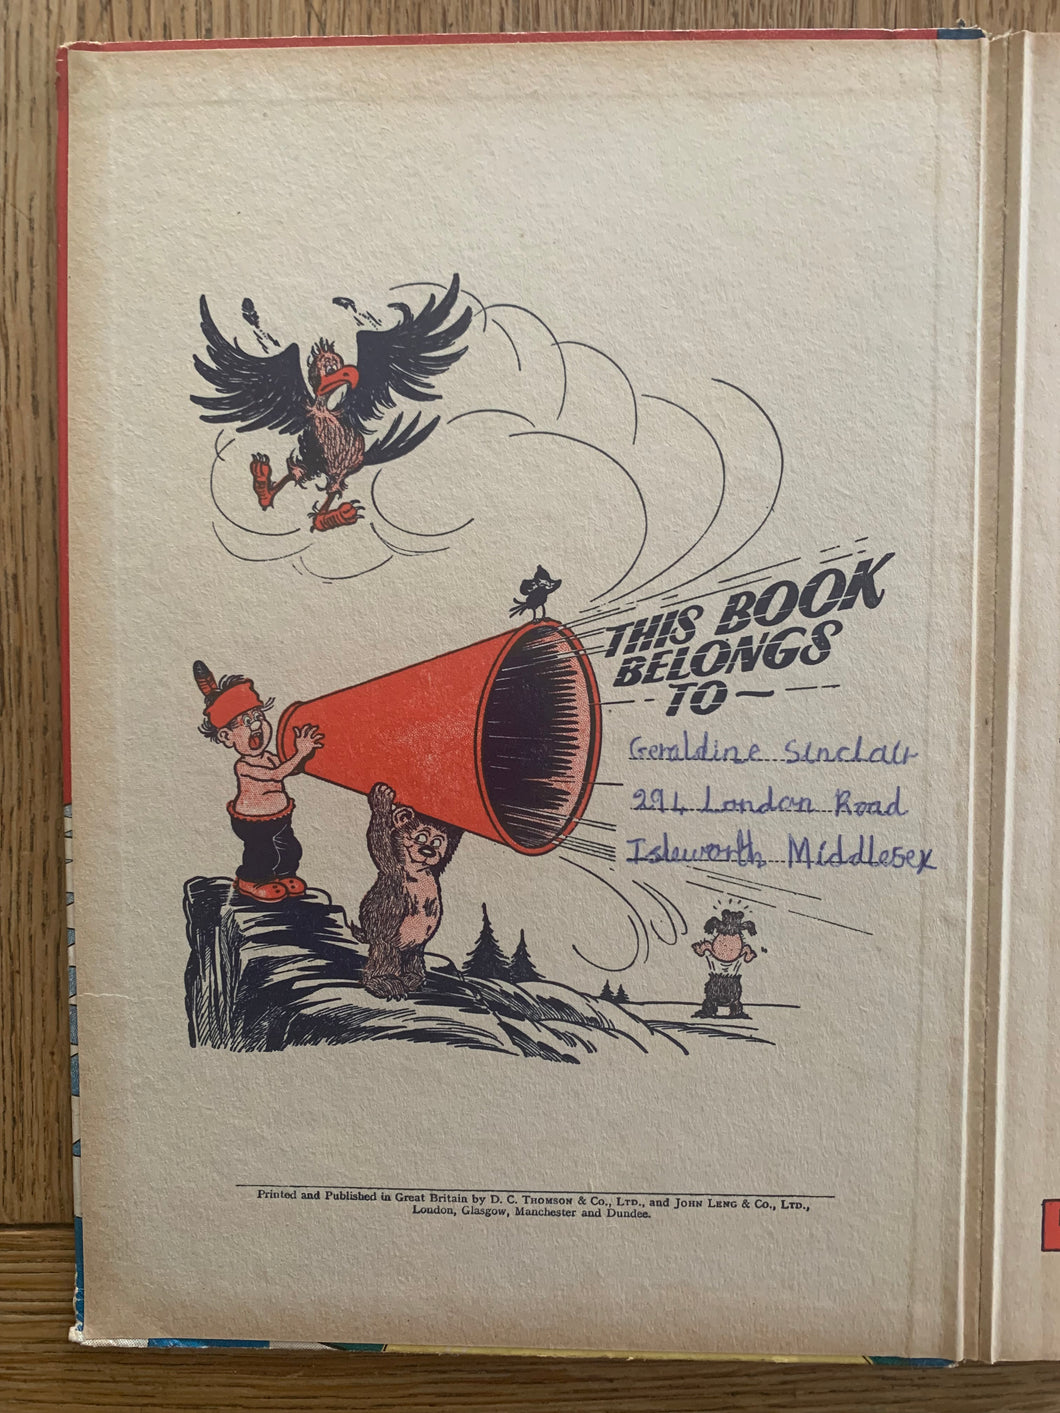 THIS BOOK
BELONGS
TO —
Geraldine Sinclair
294 London Road
Isleworth Middlesex
Printed and Published in Great Britain by D. C. THOMSON & CO., LTD., and JOHN LENG & CO., LTD.,
London, Glasgow, Manchester and Dundee.